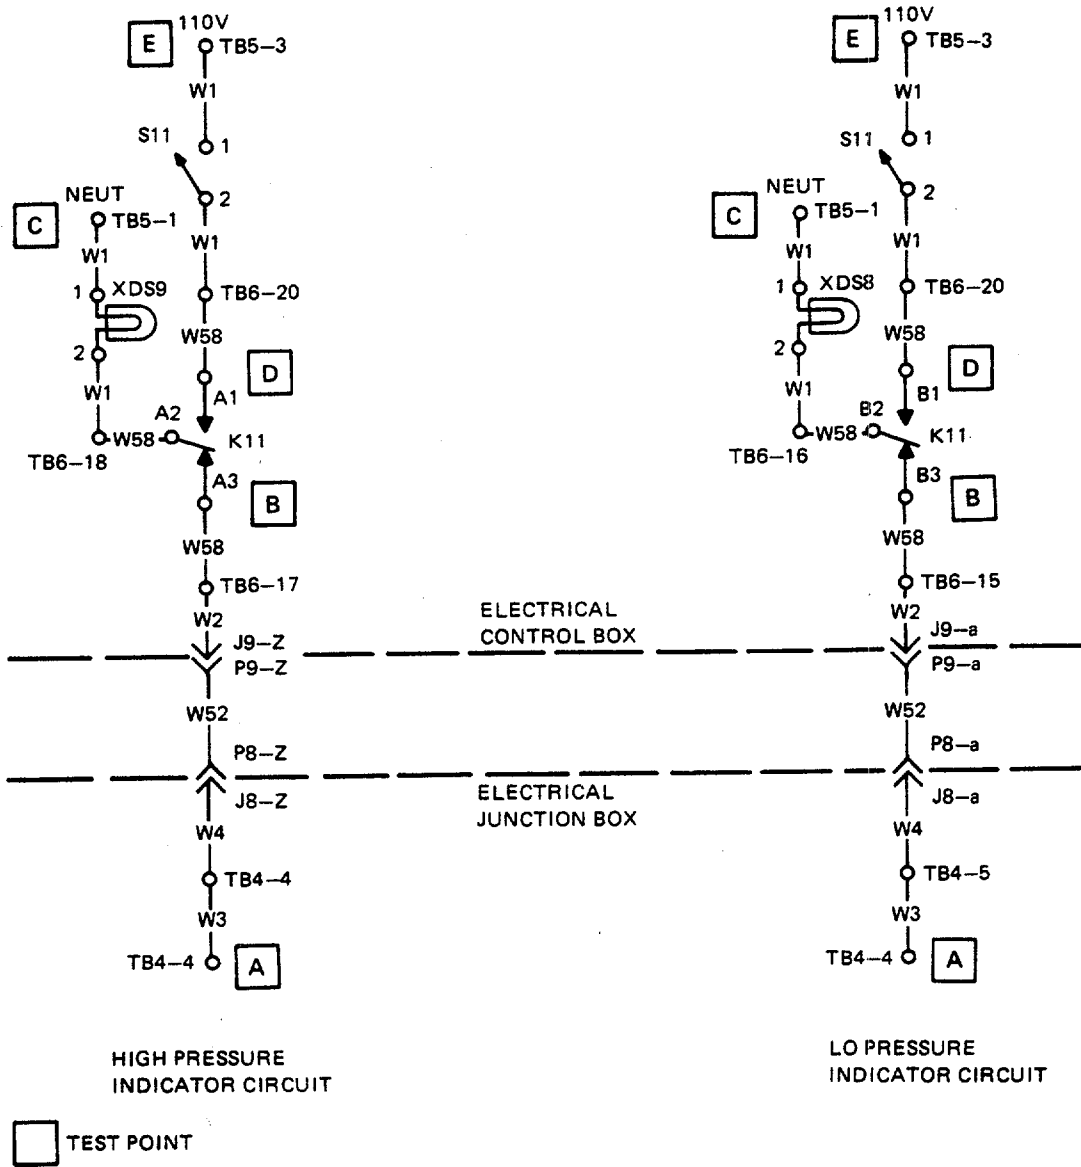 110V
E
TB5–3
W1
1
S11
2
NEUT
C
TB5–1
W1
W1
1
XDS9
TB6–20
2
W58
D
W1
A1
A2
W58
K11
TB6–18
A3
B
W58
TB6–17
W2
J9–Z
P9–Z
W52
P8–Z
J8–Z
W4
TB4–4
W3
TB4–4
A
HIGH PRESSURE
INDICATOR CIRCUIT
ELECTRICAL
CONTROL BOX
ELECTRICAL
JUNCTION BOX
110V
E
TB5–3
W1
1
S11
2
NEUT
C
TB5–1
W1
W1
1
XDS8
TB6–20
2
W58
D
W1
B1
B2
W58
K11
TB6–16
B3
B
W58
TB6–15
W2
J9–a
P9–a
W52
P8–a
J8–a
W4
TB4–5
W3
TB4–4
A
LO PRESSURE
INDICATOR CIRCUIT
TEST POINT